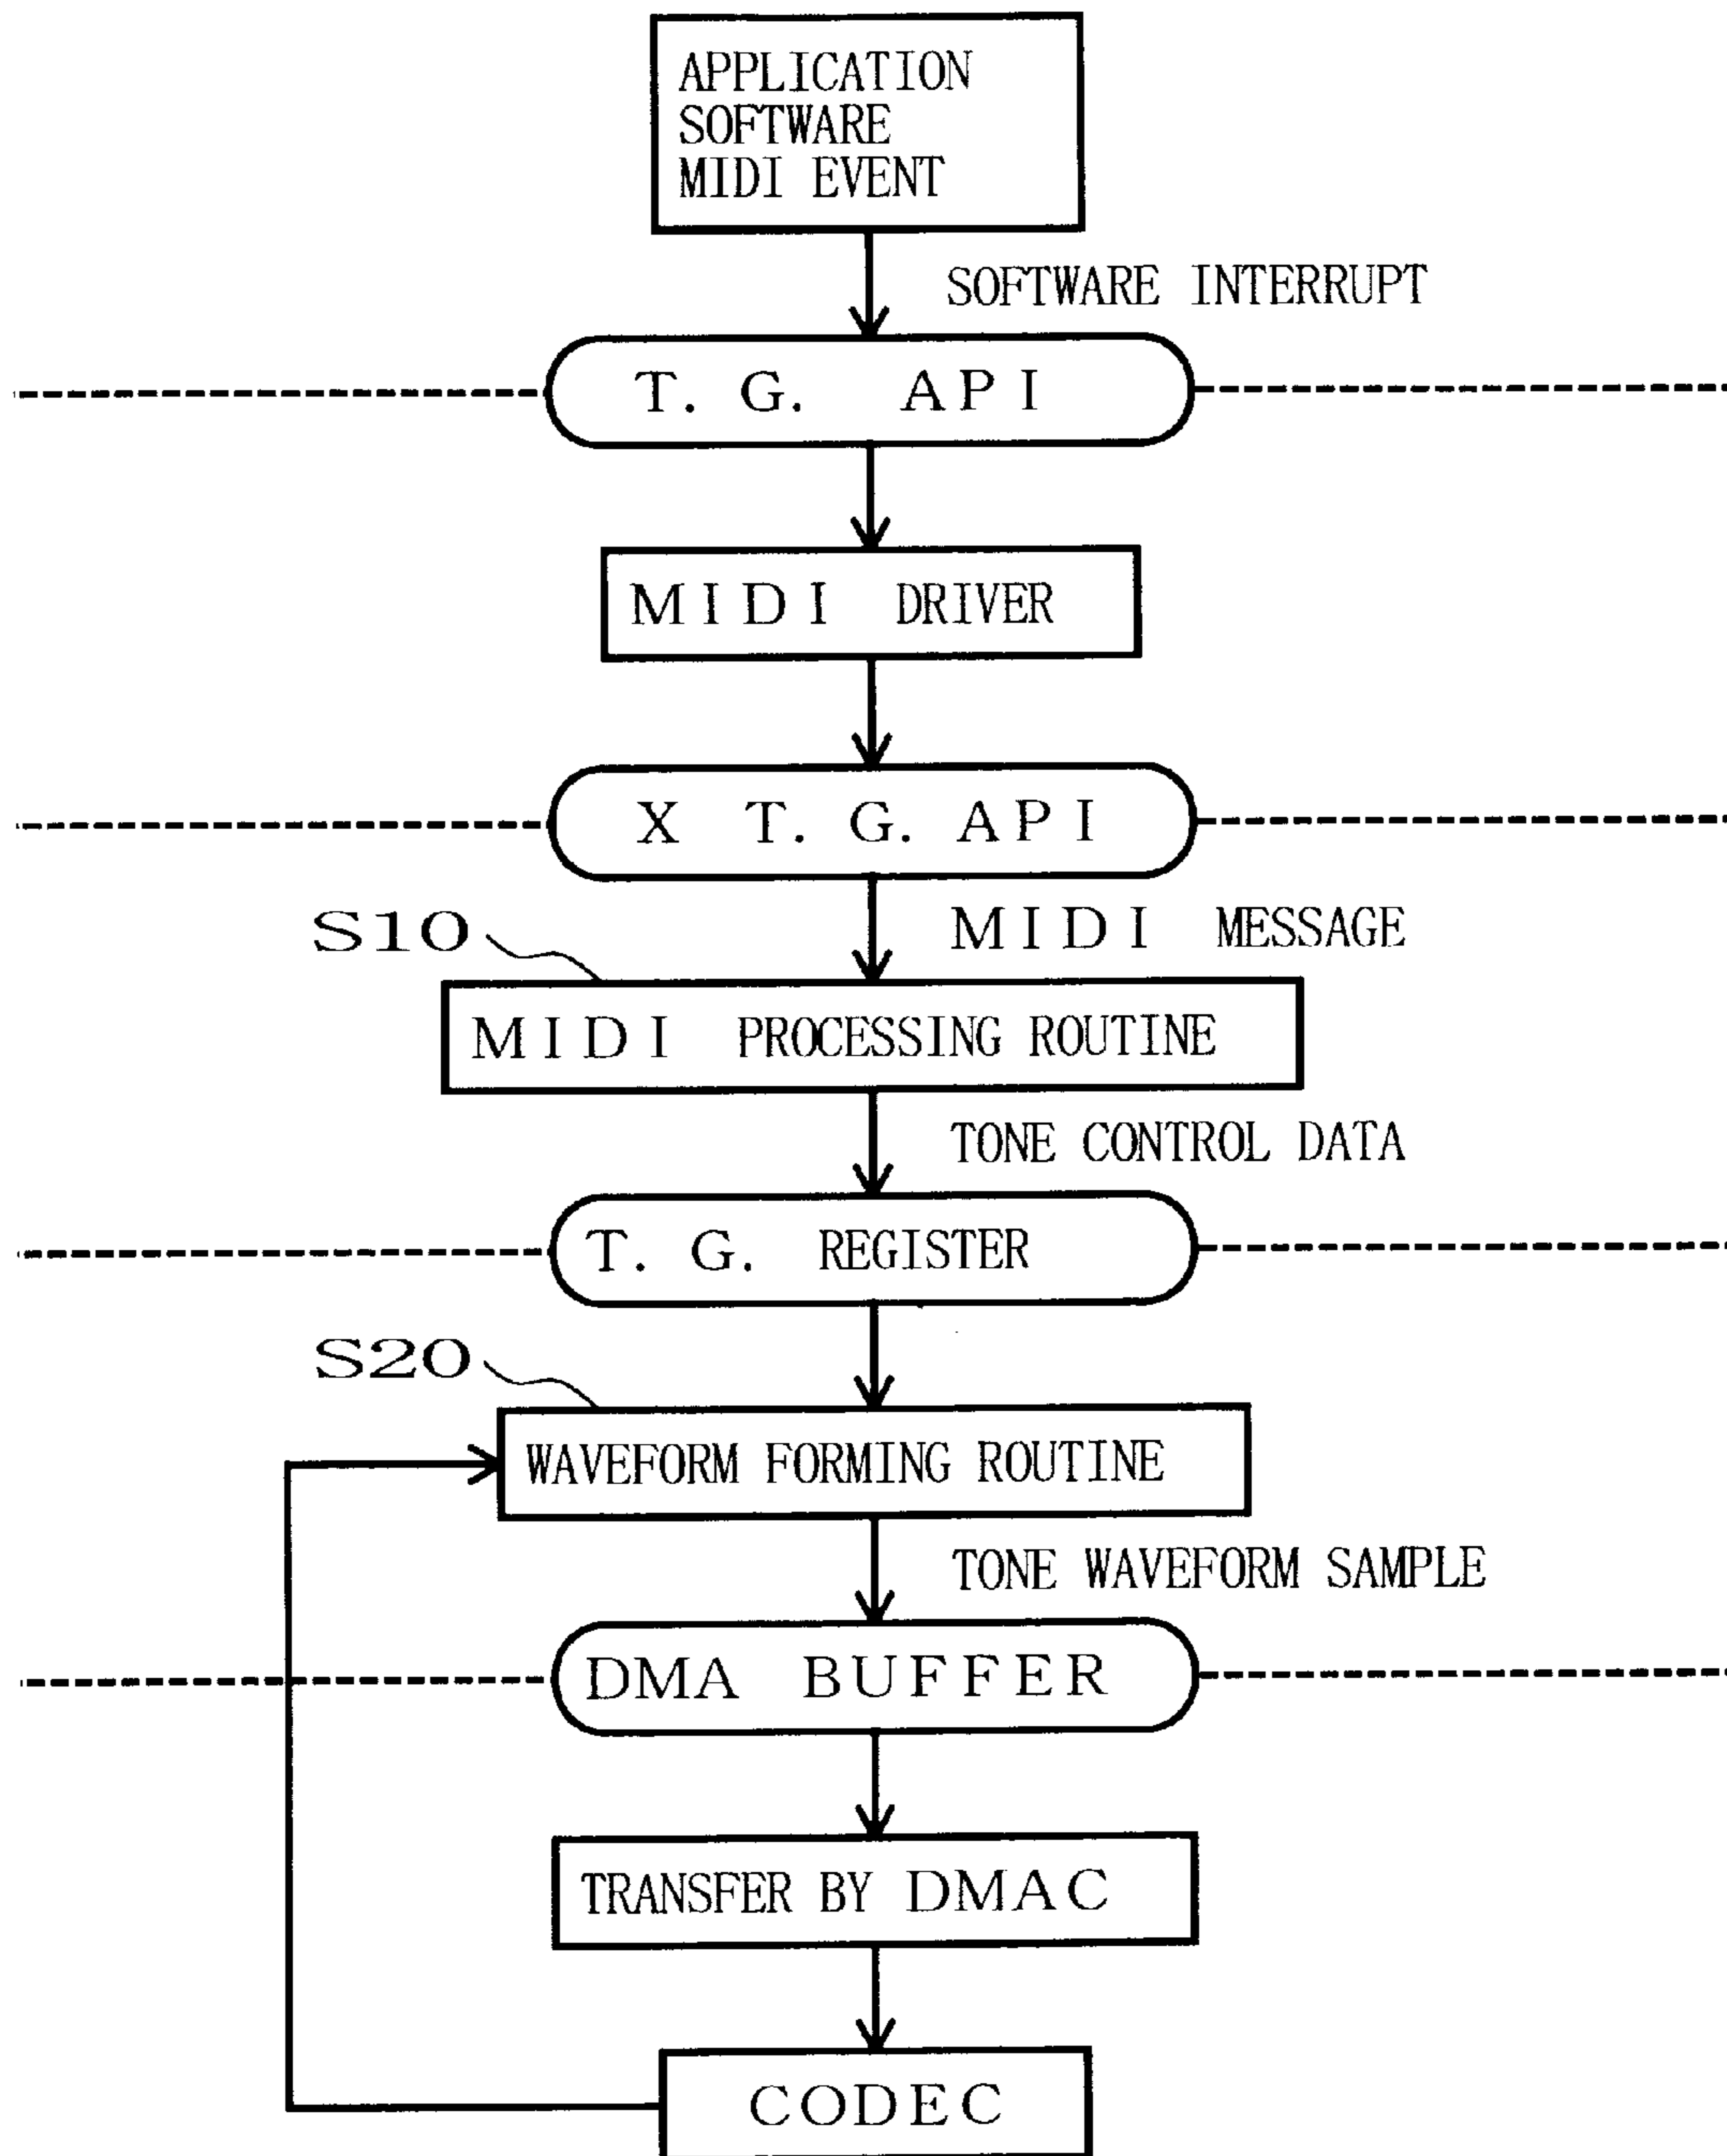 APPLICATION
SOFTWARE
MIDI EVENT
SOFTWARE INTERRUPT
T. G. API
MIDI DRIVER
X T. G. API
S10
MIDI MESSAGE
MIDI PROCESSING ROUTINE
TONE CONTROL DATA
T. G. REGISTER
S20
WAVEFORM FORMING ROUTINE
TONE WAVEFORM SAMPLE
DMA BUFFER
TRANSFER BY DMAC
CODEC